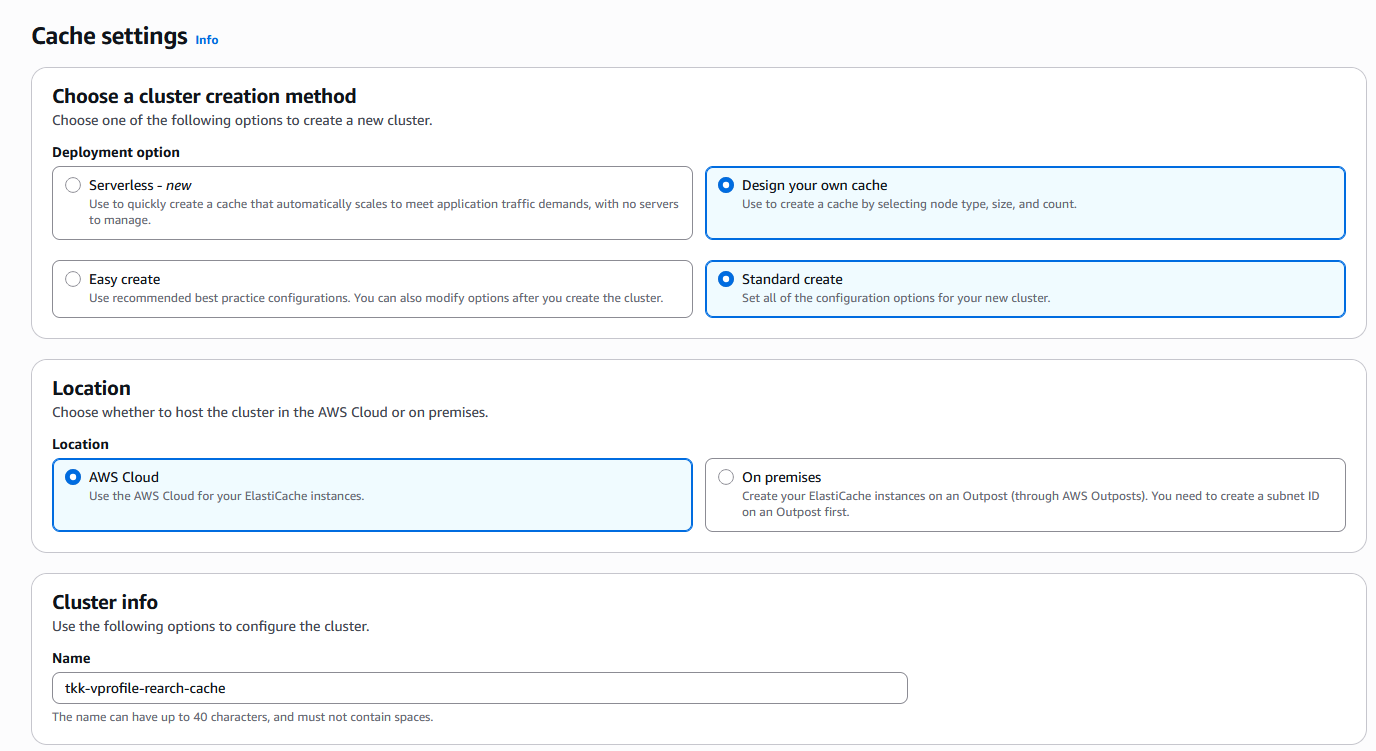 Cache settings Info
Choose a cluster creation method
Choose one of the following options to create a new cluster.
Deployment option
Serverless - new
Use to quickly create a cache that automatically scales to meet application traffic demands, with no servers
to manage.
Design your own cache
Use to create a cache by selecting node type, size, and count.
Easy create
Use recommended best practice configurations. You can also modify options after you create the cluster.
Standard create
Set all of the configuration options for your new cluster.
Location
Choose whether to host the cluster in the AWS Cloud or on premises.
Location
AWS Cloud
Use the AWS Cloud for your ElastiCache instances.
On premises
Create your ElastiCache instances on an Outpost (through AWS Outposts). You need to create a subnet ID
on an Outpost first.
Cluster info
Use the following options to configure the cluster.
Name
tkk-vprofile-rearch-cache
The name can have up to 40 characters, and must not contain spaces.